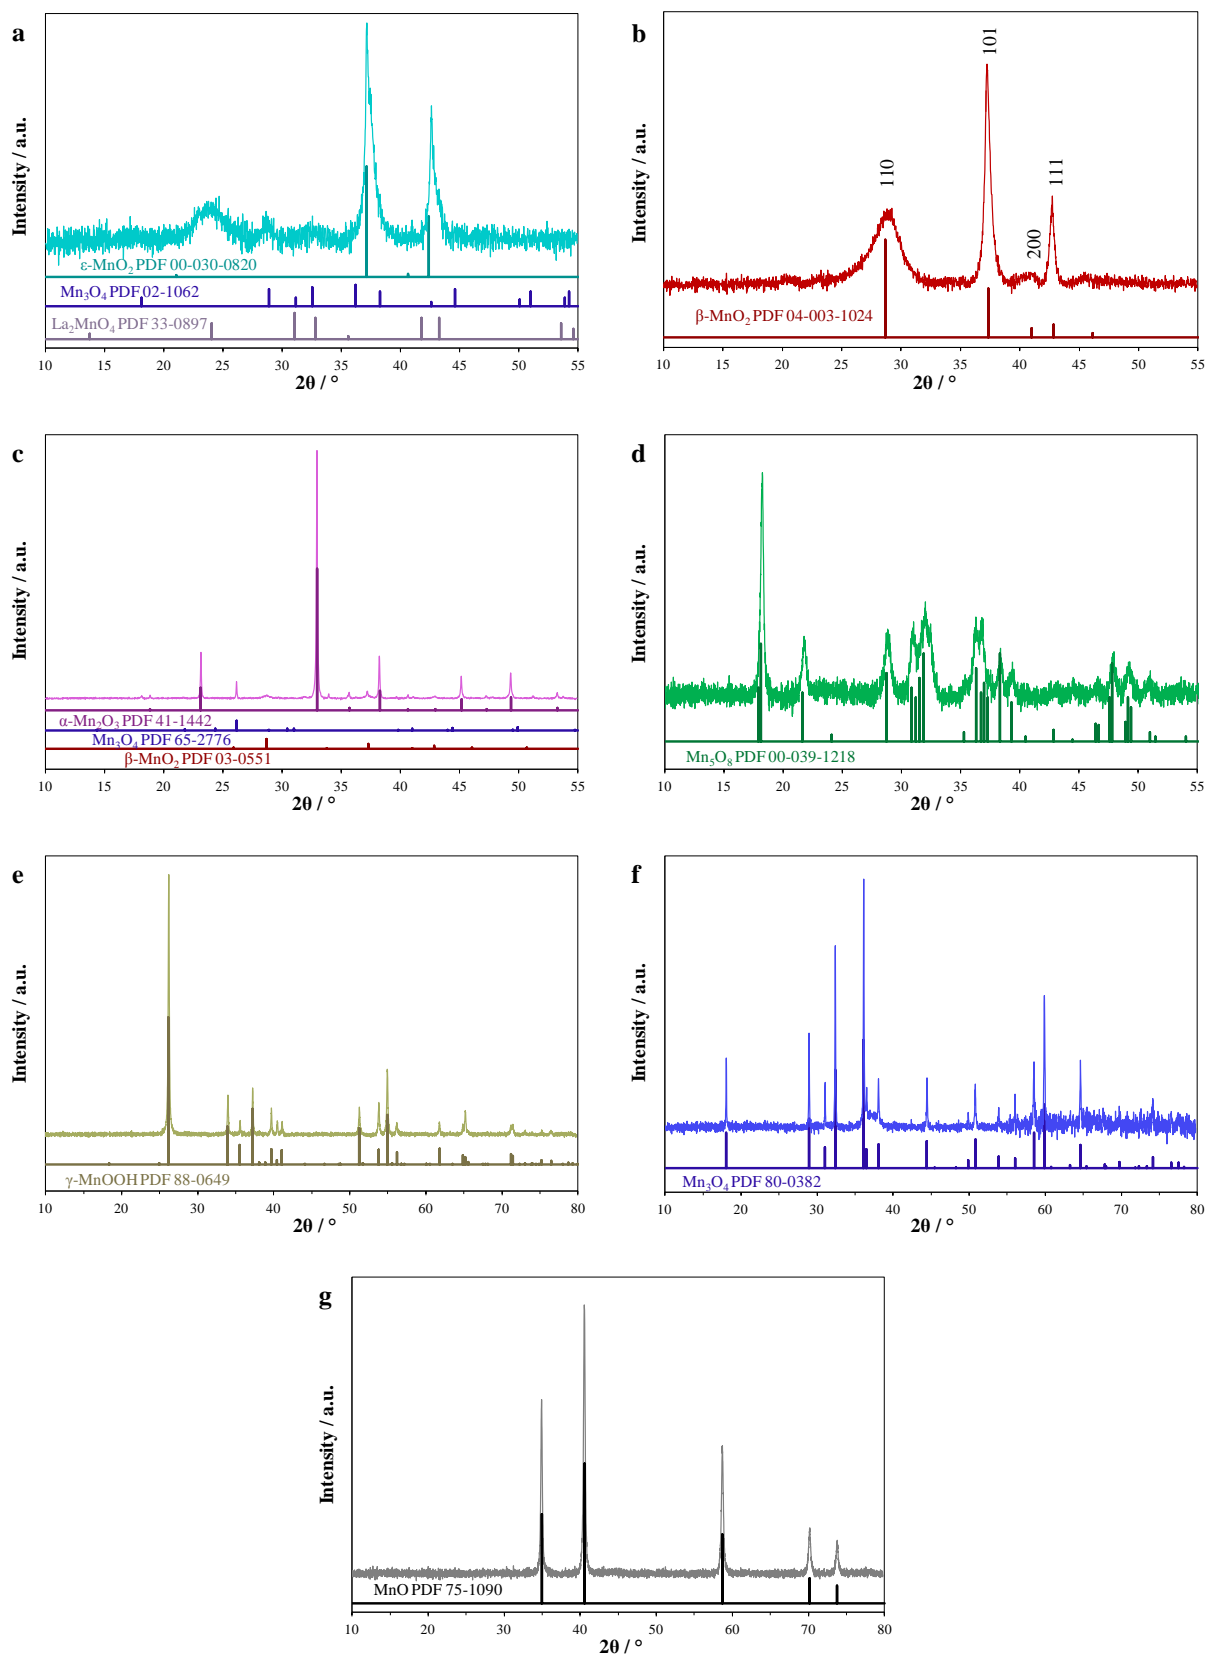 a
Intensity / a.u.
ε-MnO₂ PDF 00-030-0820
Mn₃O₄ PDF 02-1062
La₂MnO₄ PDF 33-0897
10 15 20 25 30 35 40 45 50 55
2θ / °
b
Intensity / a.u.
110
101
200
111
β-MnO₂ PDF 04-003-1024
10 15 20 25 30 35 40 45 50 55
2θ / °
c
Intensity / a.u.
α-Mn₂O₃ PDF 41-1442
Mn₃O₄ PDF 65-2776
β-MnO₂ PDF 03-0551
10 15 20 25 30 35 40 45 50 55
2θ / °
d
Intensity / a.u.
Mn₅O₈ PDF 00-039-1218
10 15 20 25 30 35 40 45 50 55
2θ / °
e
Intensity / a.u.
γ-MnOOH PDF 88-0649
10 20 30 40 50 60 70 80
2θ / °
f
Intensity / a.u.
Mn₃O₄ PDF 80-0382
10 20 30 40 50 60 70 80
2θ / °
g
Intensity / a.u.
MnO PDF 75-1090
10 20 30 40 50 60 70 80
2θ / °